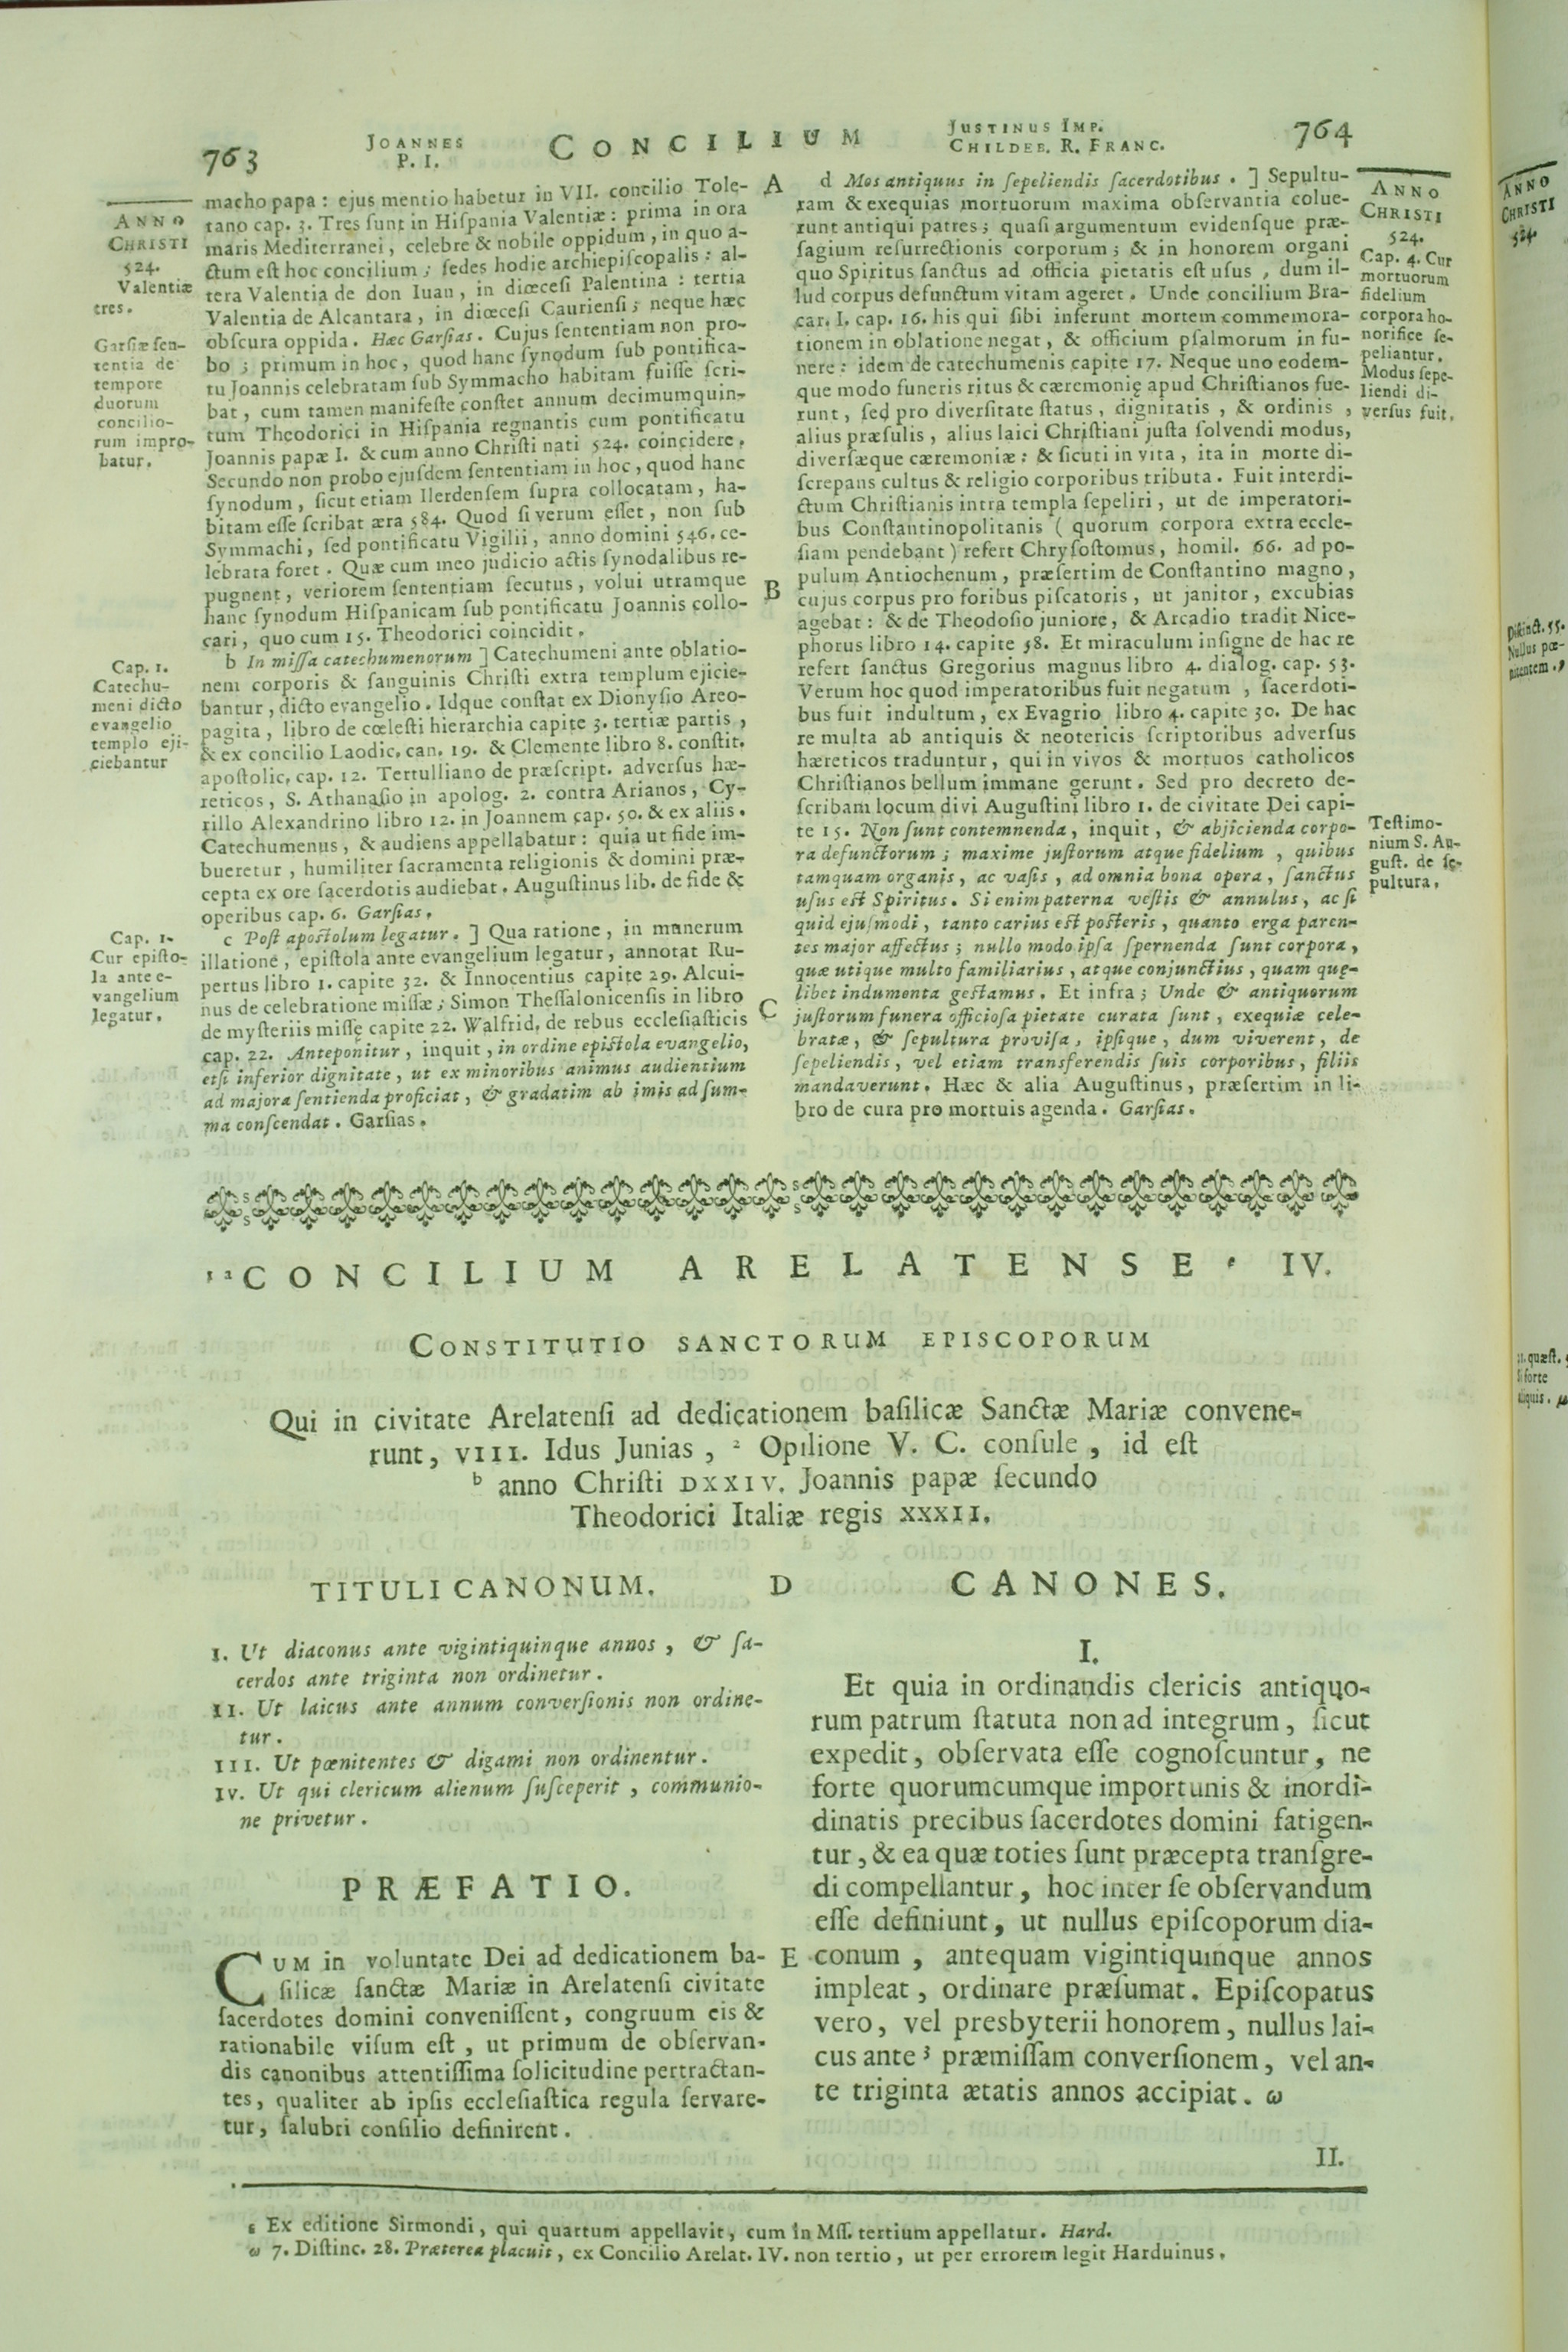 763
JOANNES
P. I.
CONCILIUM
JUSTINUS IMP.
CHILDEB. R. FRANC.
764
ANNO
CHRISTI
524.
Valentiæ
tres.
Garſiæ ſen-
tentia de
tempore
duorum
concilio-
rum impro-
batur.
Cap. 1.
Catechu-
meni dicto
evangelio
templo eji-
ciebantur
Cap. 1.
Cur epiſto-
la ante e-
vangelium
legatur.
macho papa: ejus mentio habetur in VII. concilio Tole-
tano cap. 3. Tres ſunt in Hiſpania Valentiæ: prima in ora
maris Mediterranei, celebre & nobile oppidum, in quo a-
ctum eſt hoc concilium; ſedes hodie archiepiſcopalis: al-
tera Valentia de don Iuan, in diœceſi Palentina: tertia
Valentia de Alcantara, in diœceſi Caurienſi; neque hæc
obſcura oppida. Hæc Garſias. Cujus ſententiam non pro-
bo; primum in hoc, quod hanc ſynodum ſub pontifica-
tu Joannis celebratam ſub Symmacho habitam fuiſſe ſcri-
bat, cum tamen manifeſte conſtet annum decimumquin-
tum Theodorici in Hiſpania regnantis cum pontificatu
Joannis papæ I. & cum anno Chriſti nati 524. coincidere.
Secundo non probo ejuſdem ſententiam in hoc, quod hanc
ſynodum, ſicut etiam Ilerdenſem ſupra collocatam, ha-
bitam eſſe ſcribat æra 584. Quod ſi verum eſſet, non ſub
Symmachi, ſed pontificatu Vigilii, anno domini 546. ce-
lebrata foret. Quæ cum meo judicio actis ſynodalibus re-
pugnent, veriorem ſententiam ſecutus, volui utramque
hanc ſynodum Hiſpanicam ſub pontificatu Joannis collo-
cari, quo cum 15. Theodorici coincidit.
b In miſſa catechumenorum ] Catechumeni ante oblatio-
nem corporis & ſanguinis Chriſti extra templum ejicie-
bantur, dicto evangelio. Idque conſtat ex Dionyſio Areo-
pagita, libro de cœleſti hierarchia capite 3. tertiæ partis,
& ex concilio Laodic. can. 19. & Clemente libro 8. conſtit.
apoſtolic. cap. 12. Tertulliano de præſcript. adverſus hæ-
reticos, S. Athanaſio in apolog. 2. contra Arianos, Cy-
rillo Alexandrino libro 12. in Joannem cap. 50. & ex aliis.
Catechumenus, & audiens appellabatur: quia ut fide im-
bueretur, humiliter ſacramenta religionis & domini præ-
cepta ex ore ſacerdotis audiebat. Auguſtinus lib. de fide &
operibus cap. 6. Garſias.
c Poſt apoſtolum legatur. ] Qua ratione, in munerum
illatione, epiſtola ante evangelium legatur, annotat Ru-
pertus libro 1. capite 32. & Innocentius capite 29. Alcui-
nus de celebratione miſſæ; Simon Theſſalonicenſis in libro
de myſteriis miſſę capite 22. Walfrid. de rebus eccleſiaſticis
cap. 22. Anteponitur, inquit, in ordine epiſtola evangelio,
etſi inferior dignitate, ut ex minoribus animus audientium
ad majora ſentienda proficiat, & gradatim ab imis ad ſum-
ma conſcendat. Garſias.
A
B
C
d Mos antiquus in ſepeliendis ſacerdotibus. ] Sepultu-
ram & exequias mortuorum maxima obſervantia colue-
runt antiqui patres; quaſi argumentum evidenſque præ-
ſagium reſurrectionis corporum; & in honorem organi
quo Spiritus ſanctus ad officia pietatis eſt uſus, dum il-
lud corpus defunctum vitam ageret. Unde concilium Bra-
car. I. cap. 16. his qui ſibi inferunt mortem commemora-
tionem in oblatione negat, & officium pſalmorum in fu-
nere: idem de catechumenis capite 17. Neque uno eodem-
que modo funeris ritus & cæremonię apud Chriſtianos fue-
runt, ſed pro diverſitate ſtatus, dignitatis, & ordinis,
alius præſulis, alius laici Chriſtiani juſta ſolvendi modus,
diverſæque cæremoniæ: & ſicuti in vita, ita in morte di-
ſcrepans cultus & religio corporibus tributa. Fuit interdi-
ctum Chriſtianis intra templa ſepeliri, ut de imperatori-
bus Conſtantinopolitanis ( quorum corpora extra eccle-
ſiam pendebant ) refert Chryſoſtomus, homil. 66. ad po-
pulum Antiochenum, præſertim de Conſtantino magno,
cujus corpus pro foribus piſcatoris, ut janitor, excubias
agebat: & de Theodoſio juniore, & Arcadio tradit Nice-
phorus libro 14. capite 58. Et miraculum inſigne de hac re
refert ſanctus Gregorius magnus libro 4. dialog. cap. 53.
Verum hoc quod imperatoribus fuit negatum, ſacerdoti-
bus fuit indultum, ex Evagrio libro 4. capite 30. De hac
re multa ab antiquis & neotericis ſcriptoribus adverſus
hæreticos traduntur, qui in vivos & mortuos catholicos
Chriſtianos bellum immane gerunt. Sed pro decreto de-
ſcribam locum divi Auguſtini libro 1. de civitate Dei capi-
te 15. Non ſunt contemnenda, inquit, & abjicienda corpo-
ra defunctorum; maxime juſtorum atque fidelium, quibus
tamquam organis, ac vaſis, ad omnia bona opera, ſanctus
uſus eſt Spiritus. Si enim paterna veſtis & annulus, ac ſi
quid ejuſmodi, tanto carius eſt poſteris, quanto erga paren-
tes major affectus; nullo modo ipſa ſpernenda ſunt corpora,
quæ utique multo familiarius, atque conjunctius, quam quę-
libet indumenta geſtamus. Et infra; Unde & antiquorum
juſtorum funera officioſa pietate curata ſunt, exequiæ cele-
bratæ, & ſepultura proviſa, ipſique, dum viverent, de
ſepeliendis, vel etiam transferendis ſuis corporibus, filiis
mandaverunt. Hæc & alia Auguſtinus, præſertim in li-
bro de cura pro mortuis agenda. Garſias.
ANNO
CHRISTI
524.
Cap. 4. Cur
mortuorum
fidelium
corpora ho-
norifice ſe-
peliantur.
Modus ſepe-
liendi di-
verſus fuit.
Teſtimo-
nium S. Au-
guſt. de ſe-
pultura.
CONCILIUM ARELATENSE IV.
CONSTITUTIO SANCTORUM EPISCOPORUM
Qui in civitate Arelatenſi ad dedicationem baſilicæ Sanctæ Mariæ convene-
runt, VIII. Idus Junias, 2 Opilione V. C. conſule, id eſt
b anno Chriſti DXXIV. Joannis papæ ſecundo
Theodorici Italiæ regis XXXII.
TITULI CANONUM.
I. Ut diaconus ante vigintiquinque annos, & ſa-
cerdos ante triginta non ordinetur.
II. Ut laicus ante annum converſionis non ordine-
tur.
III. Ut pœnitentes & digami non ordinentur.
IV. Ut qui clericum alienum ſuſceperit, communio-
ne privetur.
PRÆFATIO.
CUM in voluntate Dei ad dedicationem ba-
ſilicæ ſanctæ Mariæ in Arelatenſi civitate
ſacerdotes domini conveniſſent, congruum eis &
rationabile viſum eſt, ut primum de obſervan-
dis canonibus attentiſſima ſolicitudine pertractan-
tes, qualiter ab ipſis eccleſiaſtica regula ſervare-
tur, ſalubri conſilio definirent.
D
E
CANONES.
I.
Et quia in ordinandis clericis antiquo-
rum patrum ſtatuta non ad integrum, ſicut
expedit, obſervata eſſe cognoſcuntur, ne
forte quorumcumque importunis & inordi-
dinatis precibus ſacerdotes domini fatigen-
tur, & ea quæ toties ſunt præcepta tranſgre-
di compellantur, hoc inter ſe obſervandum
eſſe definiunt, ut nullus epiſcoporum dia-
conum, antequam vigintiquinque annos
impleat, ordinare præſumat. Epiſcopatus
vero, vel presbyterii honorem, nullus lai-
cus ante 3 præmiſſam converſionem, vel an-
te triginta ætatis annos accipiat. ω
II.
ς Ex editione Sirmondi, qui quartum appellavit, cum in Mſſ. tertium appellatur. Hard.
ω 7. Diſtinc. 28. Præterea placuit, ex Concilio Arelat. IV. non tertio, ut per errorem legit Harduinus.
ANNO
CHRISTI
524.
Diſtinct. 55.
Nullus pœ-
nitentem.
quæſt.
forte